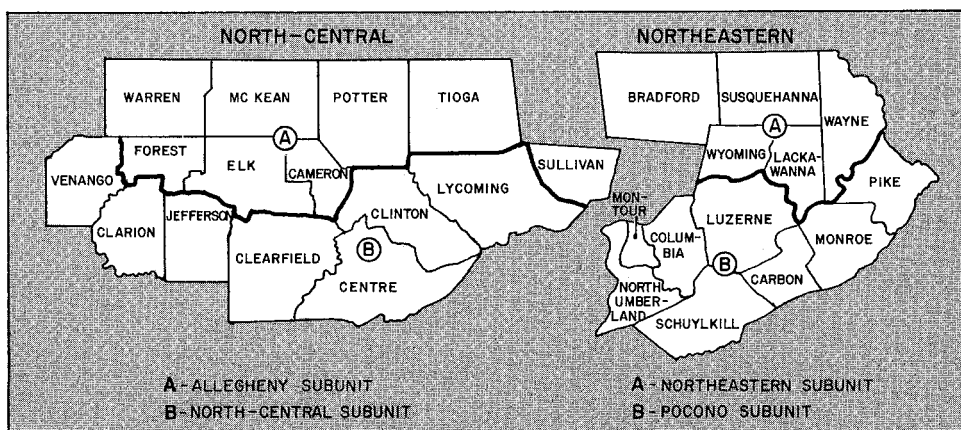 NORTH-CENTRAL
WARREN
MC KEAN
POTTER
TIOGA
FOREST
A
VENANGO
ELK
CAMERON
SULLIVAN
LYCOMING
CLARION
JEFFERSON
CLINTON
CLEARFIELD
B
CENTRE
A-ALLEGHENY SUBUNIT
B-NORTH-CENTRAL SUBUNIT
NORTHEASTERN
BRADFORD
SUSQUEHANNA
WAYNE
A
WYOMING
LACKA-
WANNA
PIKE
MON-
TOUR
LUZERNE
COLUM-
BIA
MONROE
B
CARBON
NORTH
UMBER-
LAND
SCHUYLKILL
A-NORTHEASTERN SUBUNIT
B-POCONO SUBUNIT